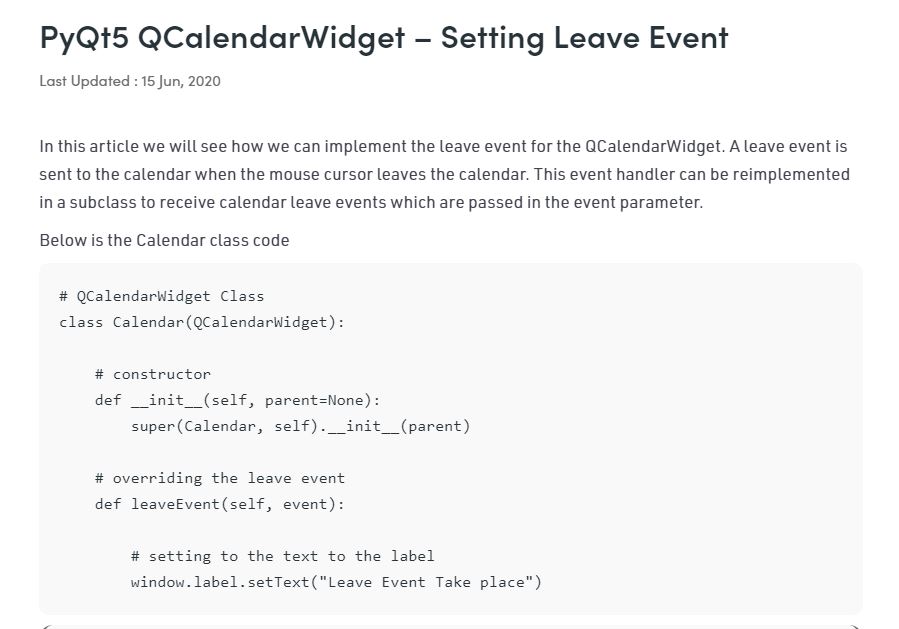 PyQt5 QCalendarWidget – Setting Leave Event
Last Updated : 15 Jun, 2020
In this article we will see how we can implement the leave event for the QCalendarWidget. A leave event is
sent to the calendar when the mouse cursor leaves the calendar. This event handler can be reimplemented
in a subclass to receive calendar leave events which are passed in the event parameter.
Below is the Calendar class code
# QCalendarWidget Class
class Calendar(QCalendarWidget):
    # constructor
    def __init__(self, parent=None):
        super(Calendar, self).__init__(parent)
    # overriding the leave event
    def leaveEvent(self, event):
        # setting to the text to the label
        window.label.setText("Leave Event Take place")